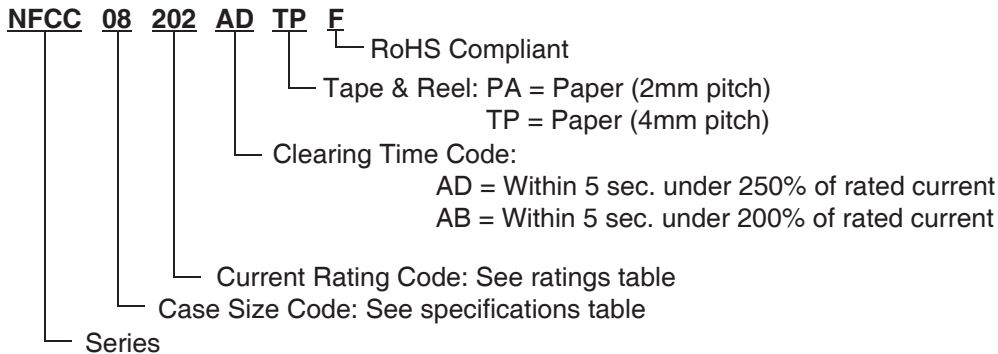 NFCC 08 202 AD TP F
RoHS Compliant
Tape & Reel: PA = Paper (2mm pitch)
TP = Paper (4mm pitch)
Clearing Time Code:
AD = Within 5 sec. under 250% of rated current
AB = Within 5 sec. under 200% of rated current
Current Rating Code: See ratings table
Case Size Code: See specifications table
Series